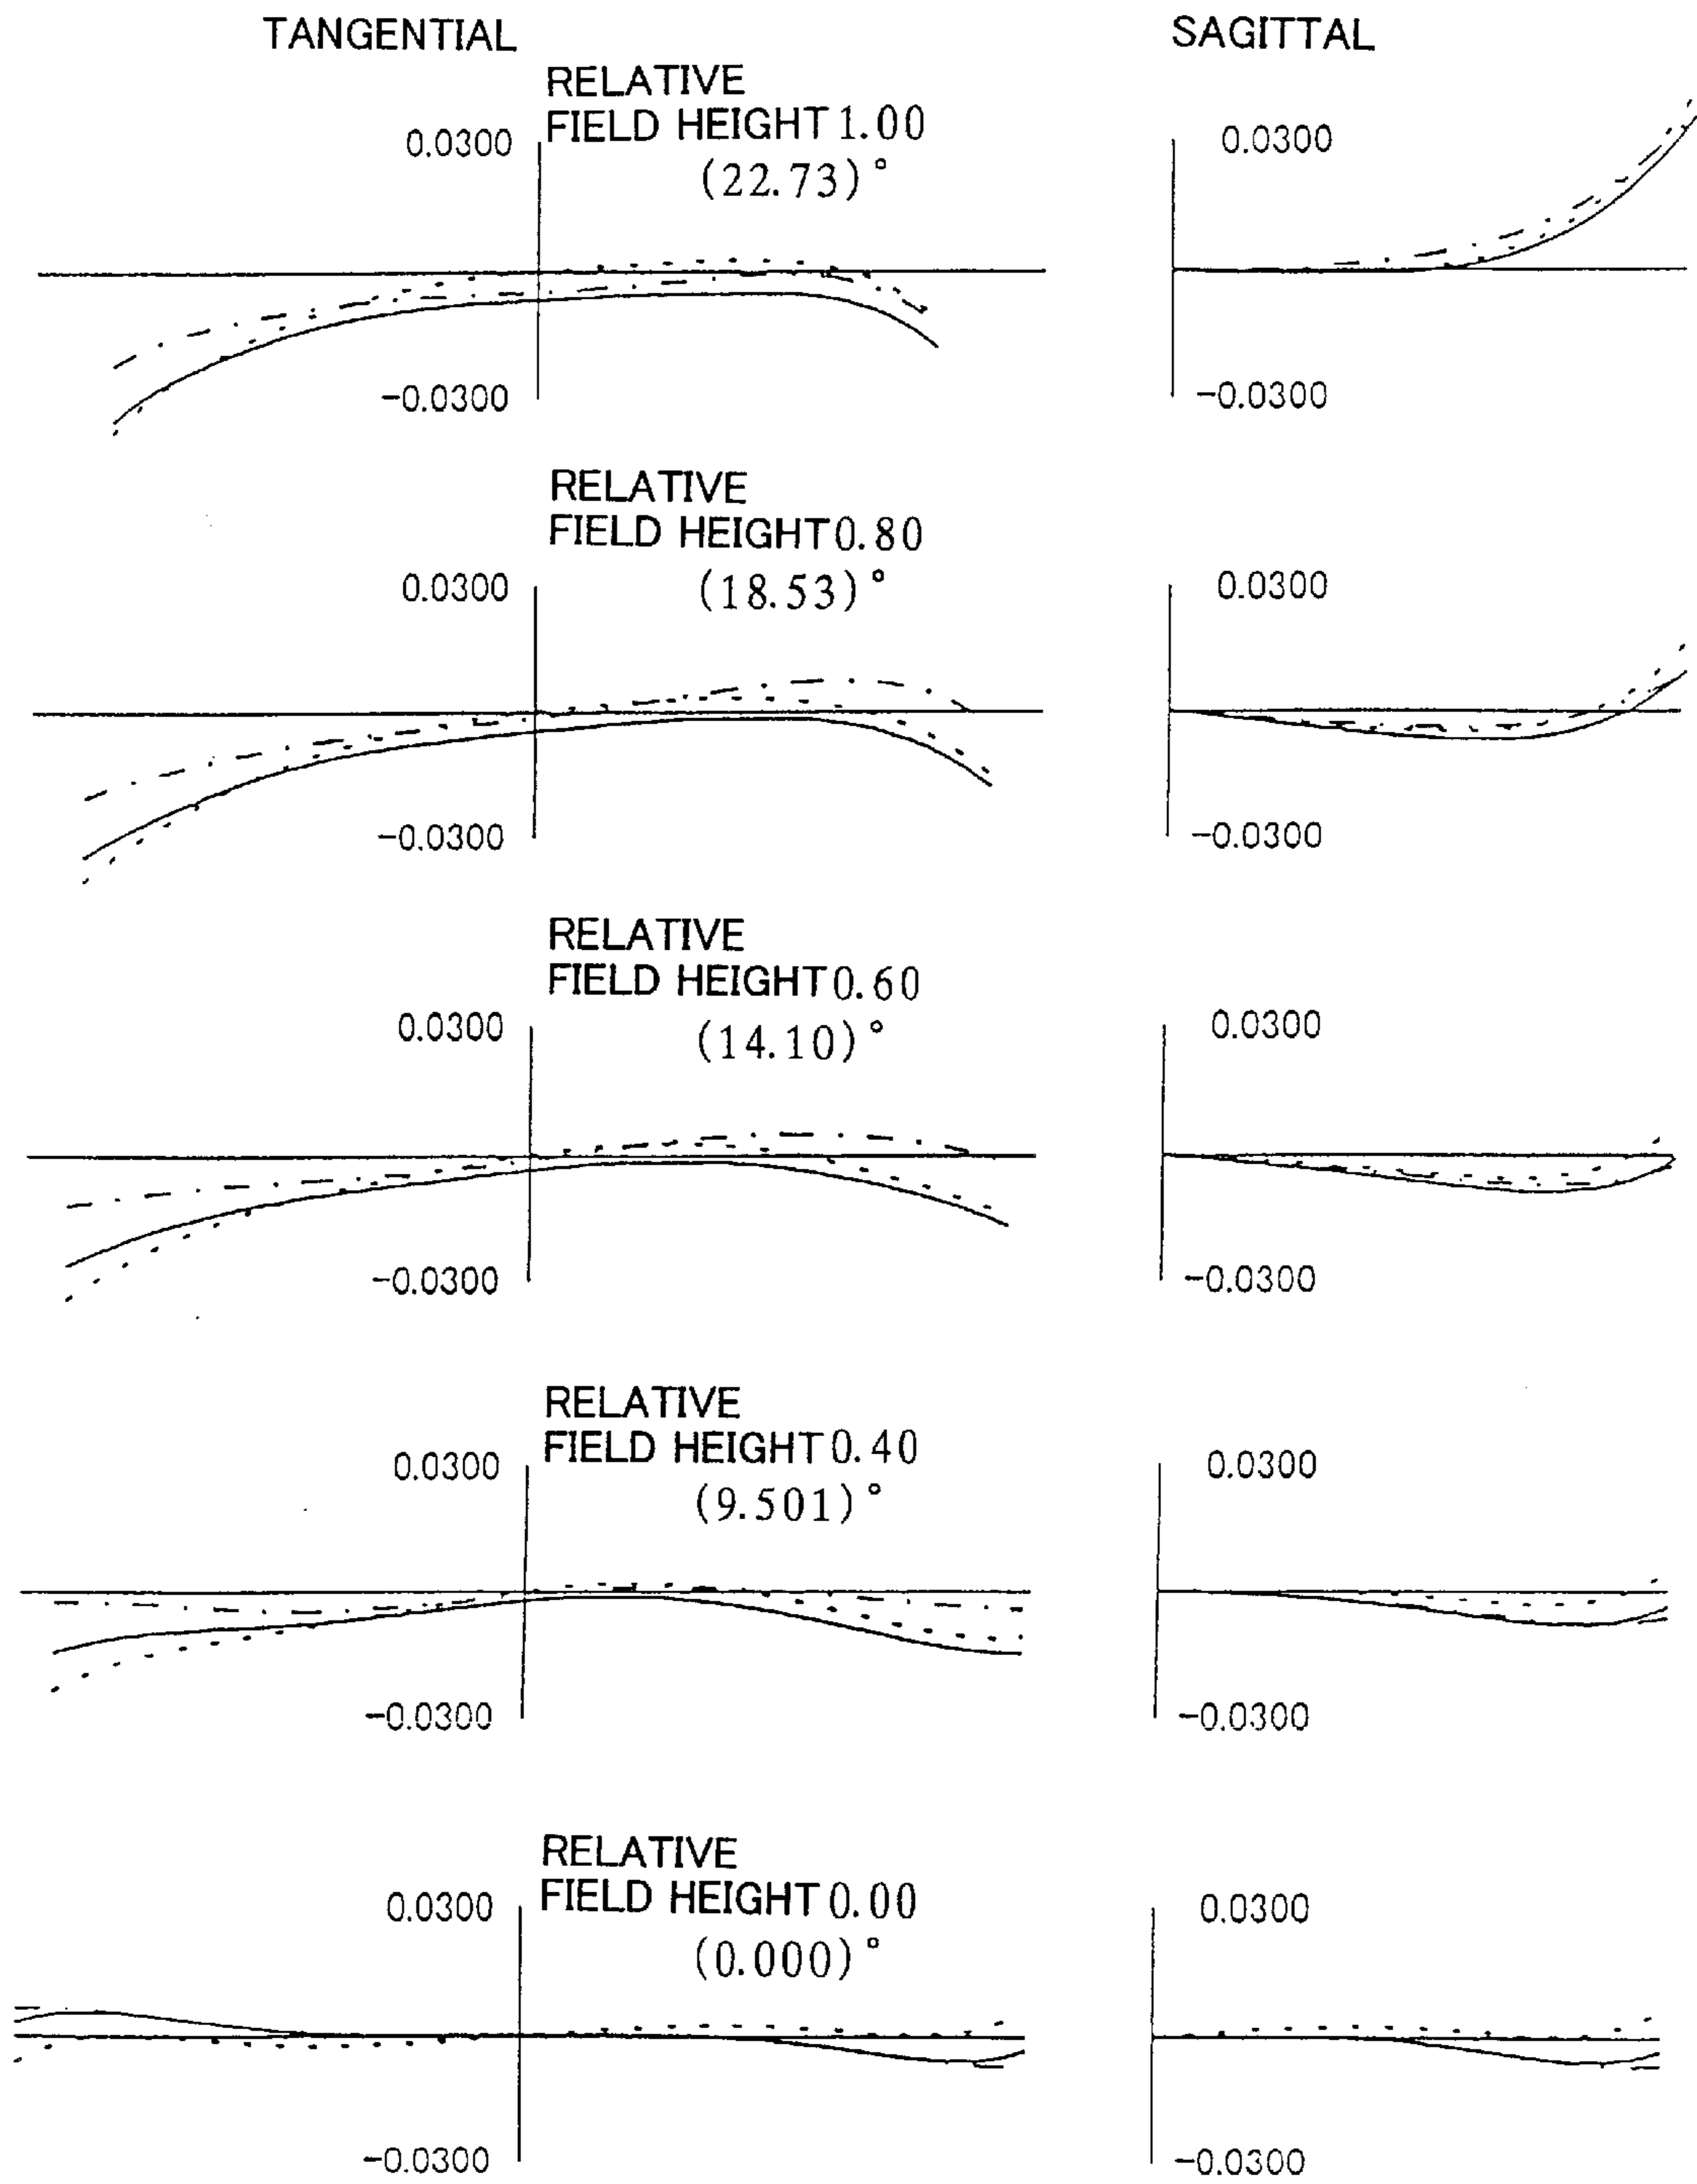 TANGENTIAL
SAGITTAL
RELATIVE
FIELD HEIGHT 1.00
(22.73)°
0.0300
-0.0300
0.0300
-0.0300
RELATIVE
FIELD HEIGHT 0.80
(18.53)°
0.0300
-0.0300
0.0300
-0.0300
RELATIVE
FIELD HEIGHT 0.60
(14.10)°
0.0300
-0.0300
0.0300
-0.0300
RELATIVE
FIELD HEIGHT 0.40
(9.501)°
0.0300
-0.0300
0.0300
-0.0300
RELATIVE
FIELD HEIGHT 0.00
(0.000)°
0.0300
-0.0300
0.0300
-0.0300